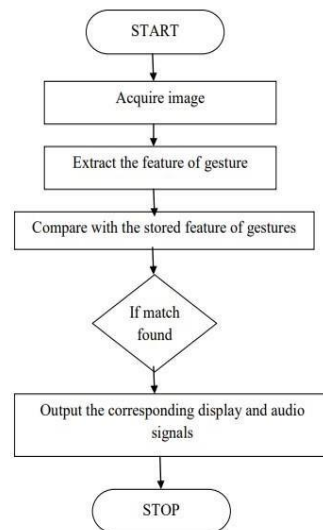 START
Acquire image
Extract the feature of gesture
Compare with the stored feature of gestures
If match
found
Output the corresponding display and audio
signals
STOP